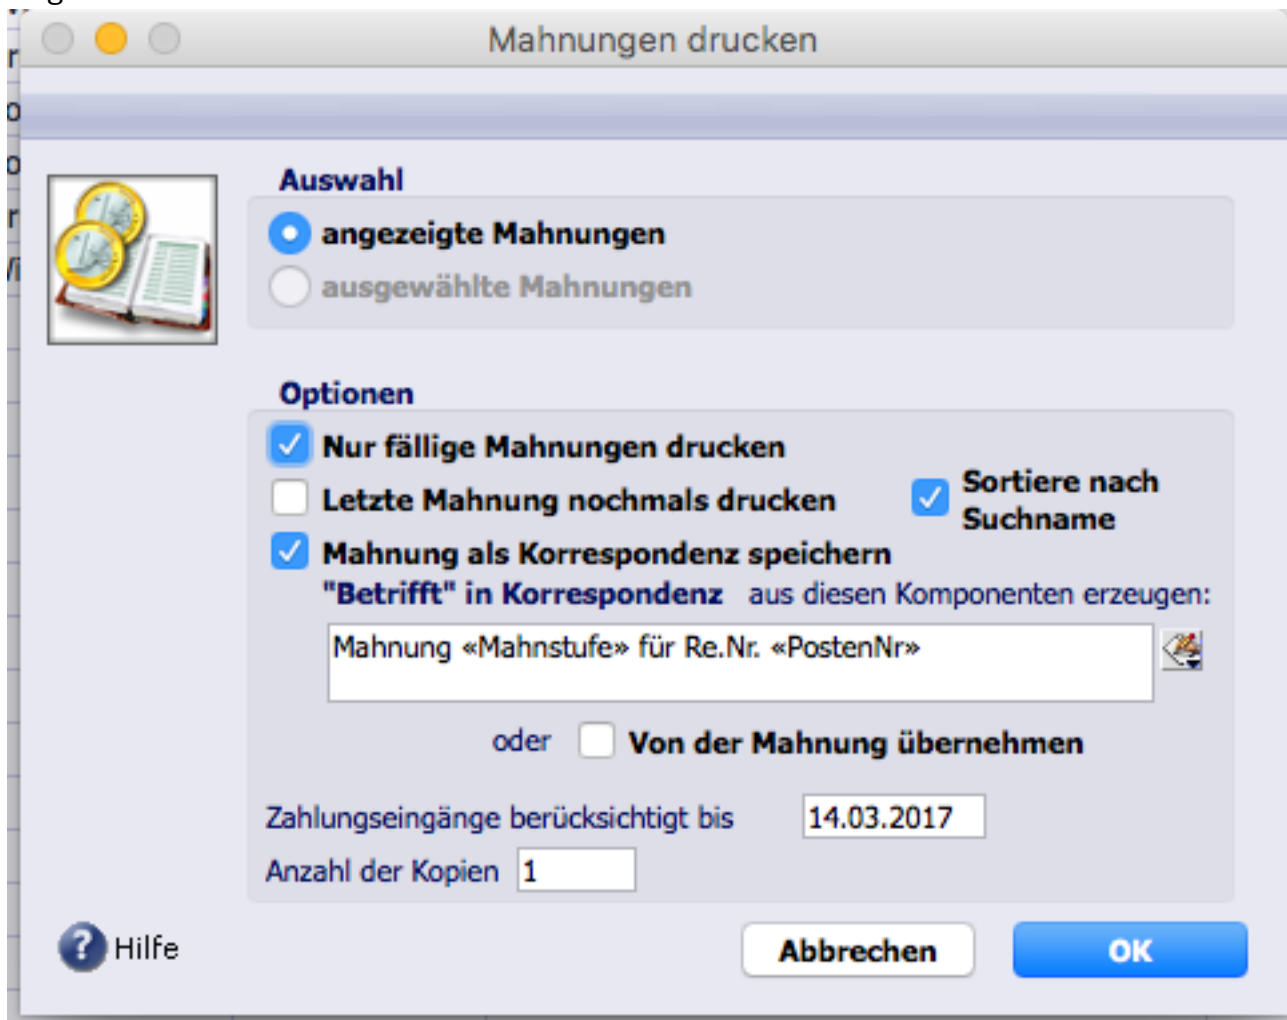 Mahnungen drucken
Auswahl
angezeigte Mahnungen
ausgewählte Mahnungen
Optionen
Nur fällige Mahnungen drucken
Letzte Mahnung nochmals drucken
Sortiere nach
Suchname
Mahnung als Korrespondenz speichern
"Betrifft" in Korrespondenz aus diesen Komponenten erzeugen:
Mahnung «Mahnstufe» für Re.Nr. «PostenNr»
oder Von der Mahnung übernehmen
Zahlungseingänge berücksichtigt bis 14.03.2017
Anzahl der Kopien 1
Hilfe Abbrechen OK